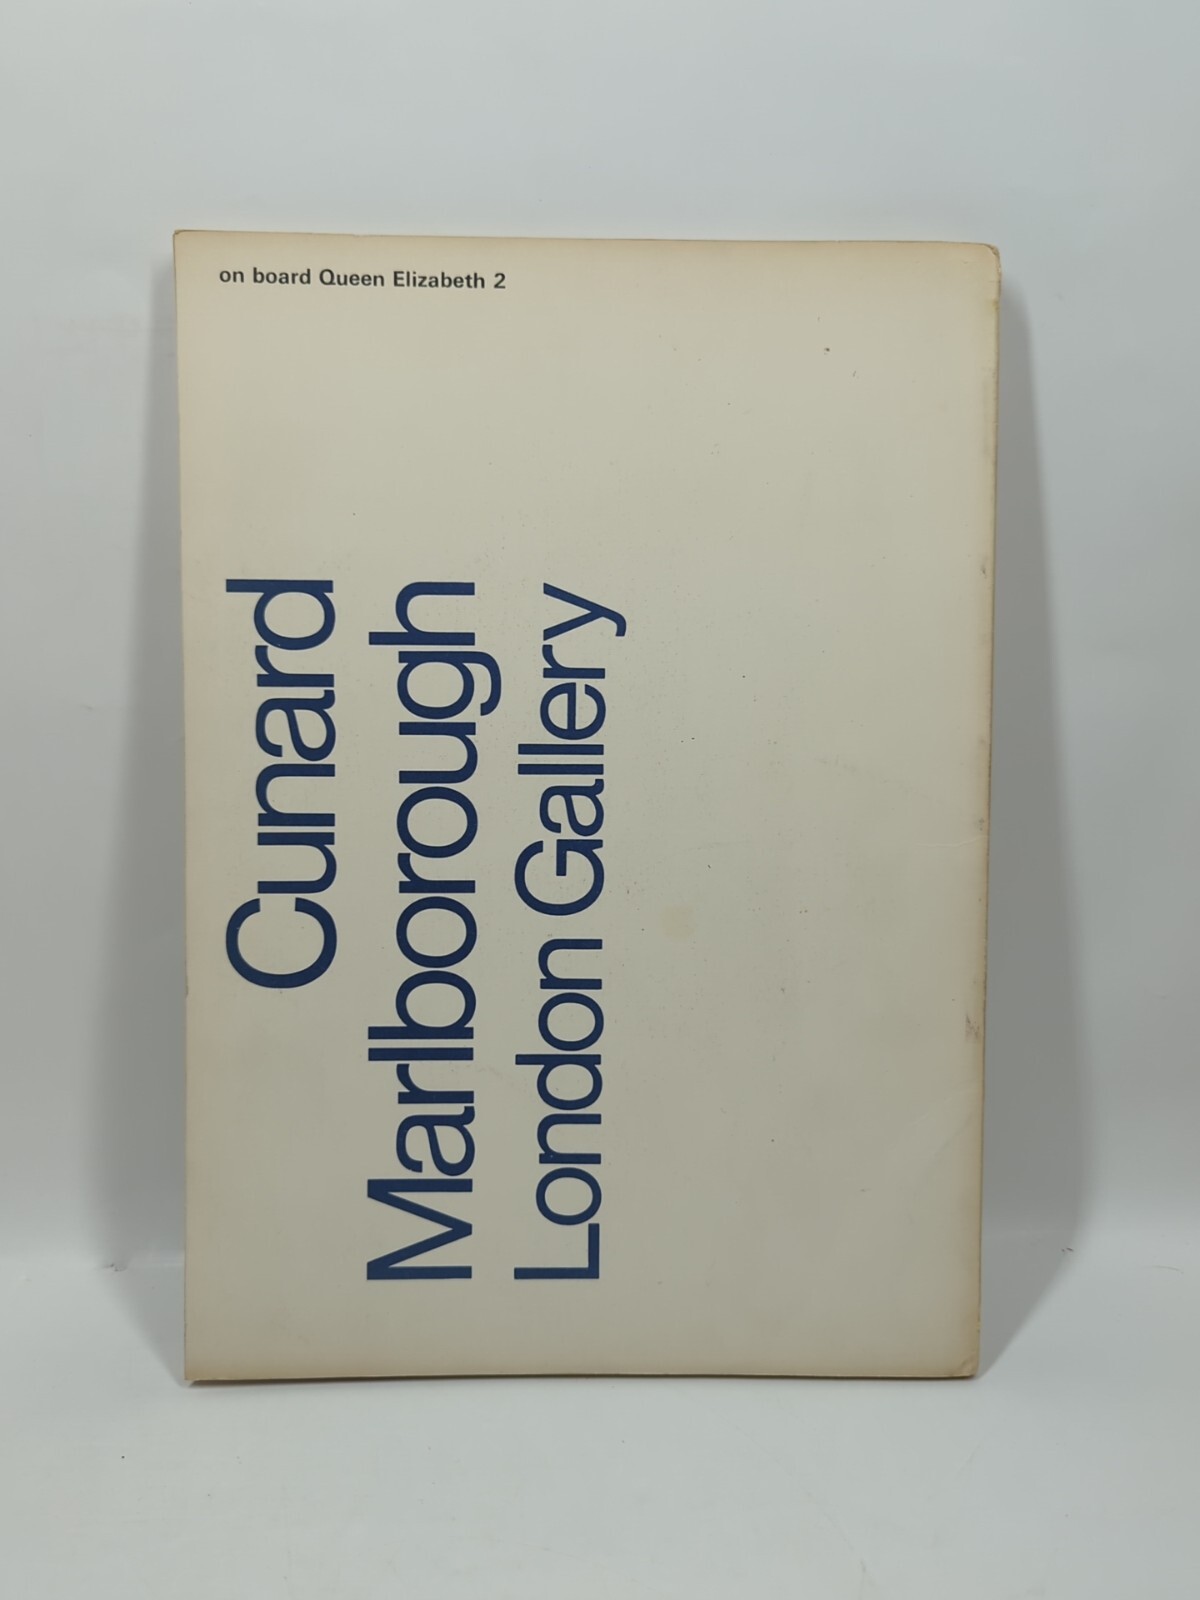 on board Queen Elizabeth 2
Cunard
Marlborough
London Gallery